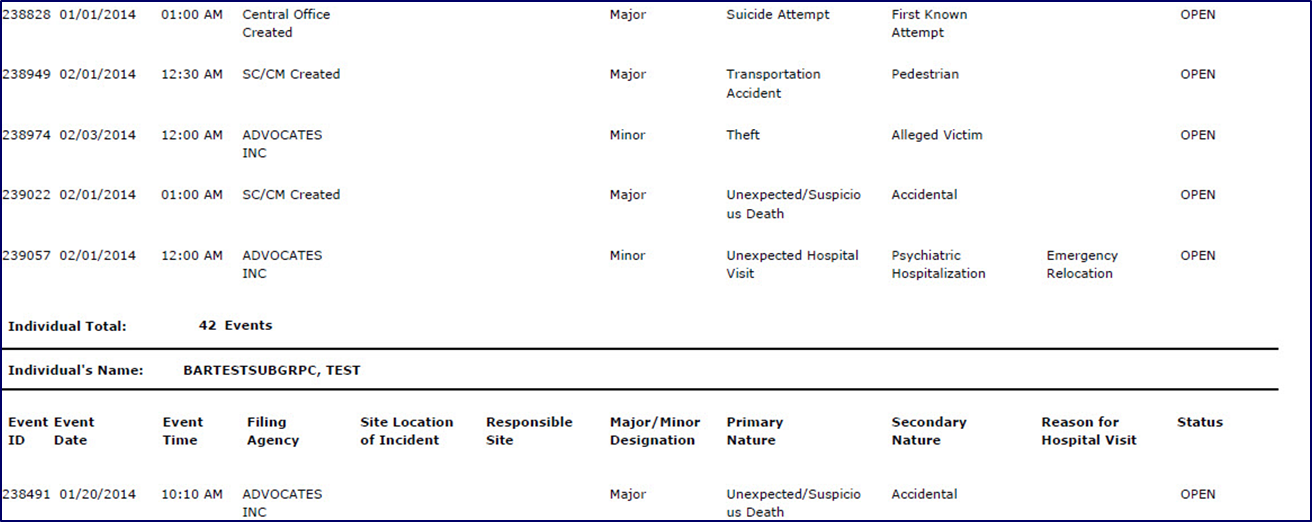 238828 01/01/2014 01:00 AM Central Office Major Suicide Attempt First Known OPEN
Created Attempt
238949 02/01/2014 12:30 AM SC/CM Created Major Transportation Pedestrian OPEN
Accident
238974 02/03/2014 12:00 AM ADVOCATES Minor Theft Alleged Victim OPEN
INC
239022 02/01/2014 01:00 AM SC/CM Created Major Unexpected/Suspicio Accidental OPEN
us Death
239057 02/01/2014 12:00 AM ADVOCATES Minor Unexpected Hospital Psychiatric Emergency OPEN
INC Visit Hospitalization Relocation
Individual Total: 42 Events
Individual's Name: BARTESTSUBGRPC, TEST
Event Event Event Filing Site Location Responsible Major/Minor Primary Secondary Reason for Status
ID Date Time Agency of Incident Site Designation Nature Nature Hospital Visit
238491 01/20/2014 10:10 AM ADVOCATES Major Unexpected/Suspicio Accidental OPEN
INC us Death